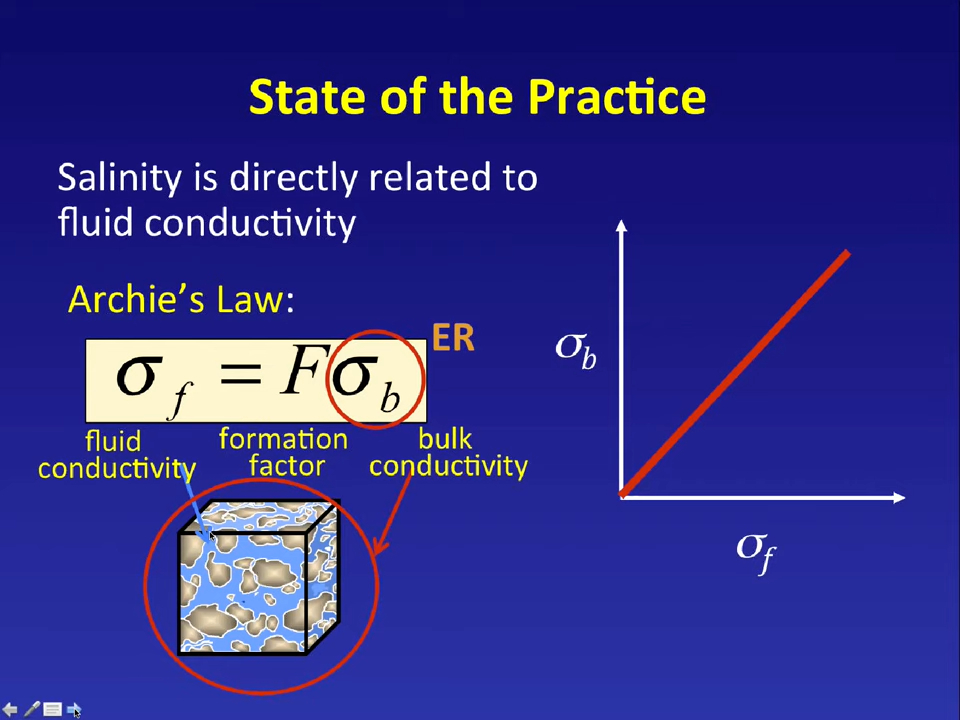 State of the Practice
Salinity is directly related to
fluid conductivity
Archie's Law:
ER
σf = Fσb
fluid
conductivity
formation
factor
bulk
conductivity
σb
σf